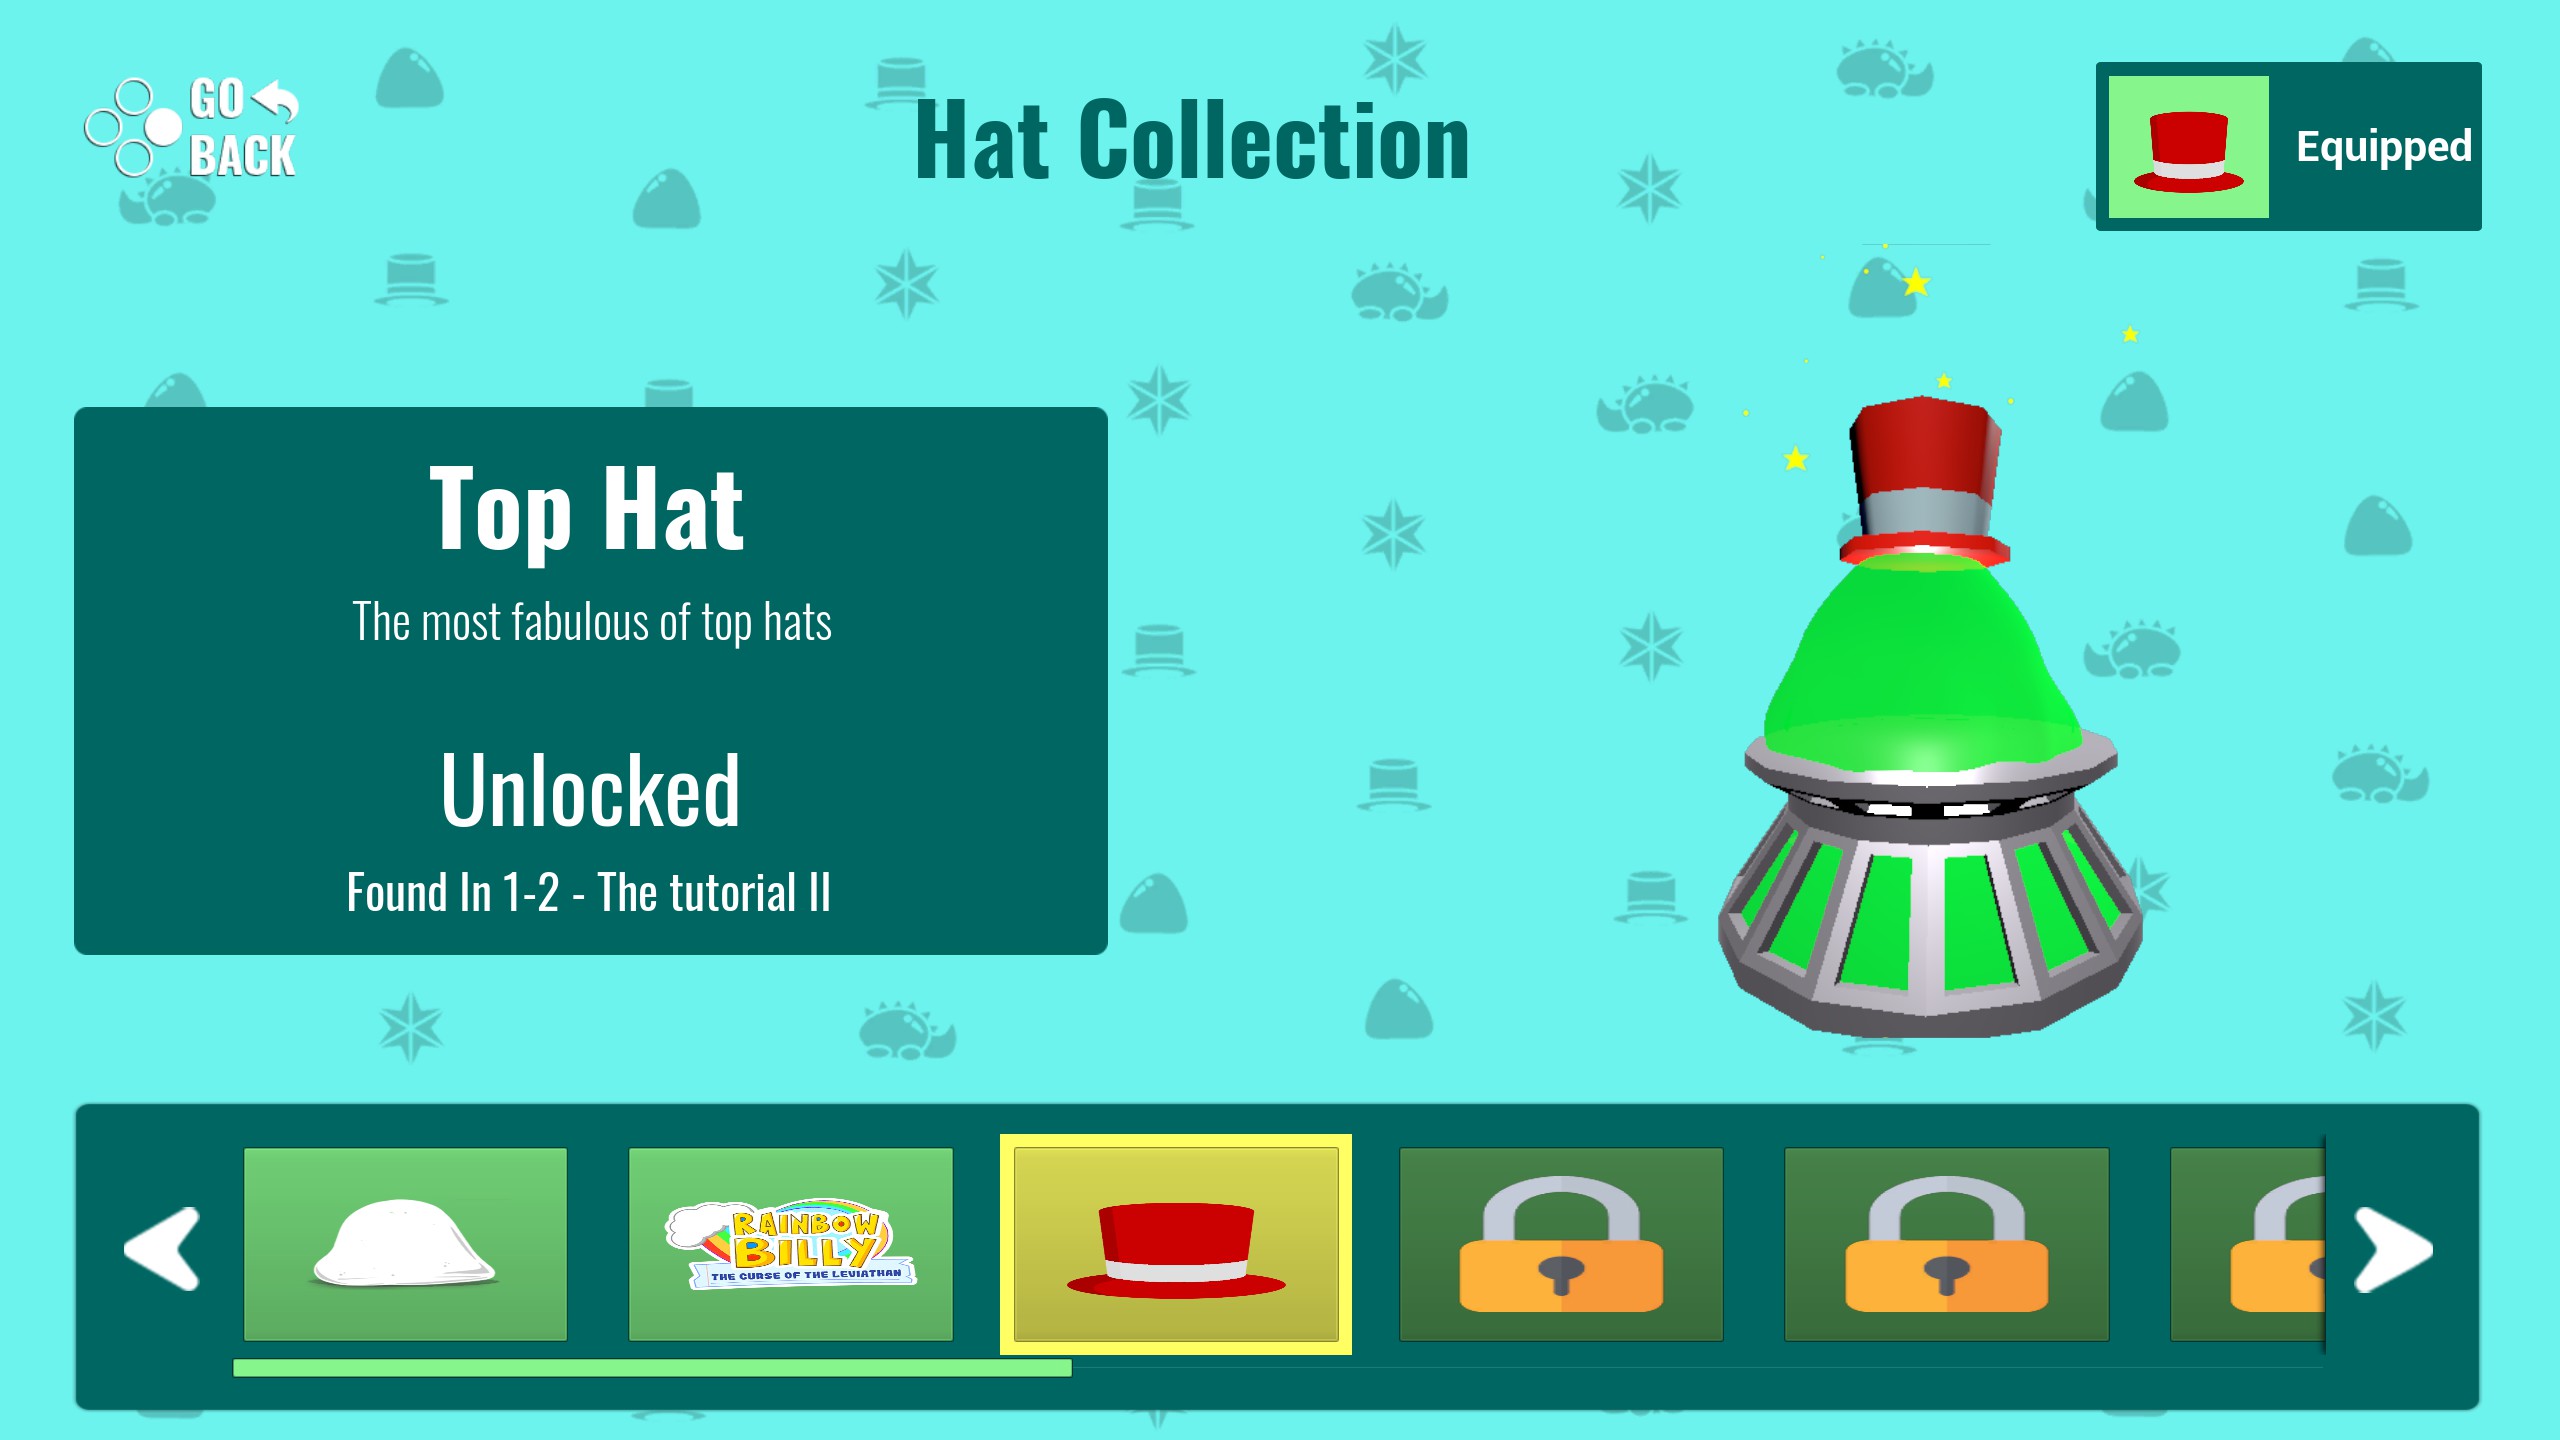 GO
BACK
Hat Collection
Equipped
Top Hat
The most fabulous of top hats
Unlocked
Found In 1-2 - The tutorial II
RAINBOW
BILLY
THE CURSE OF THE LEVIATHAN